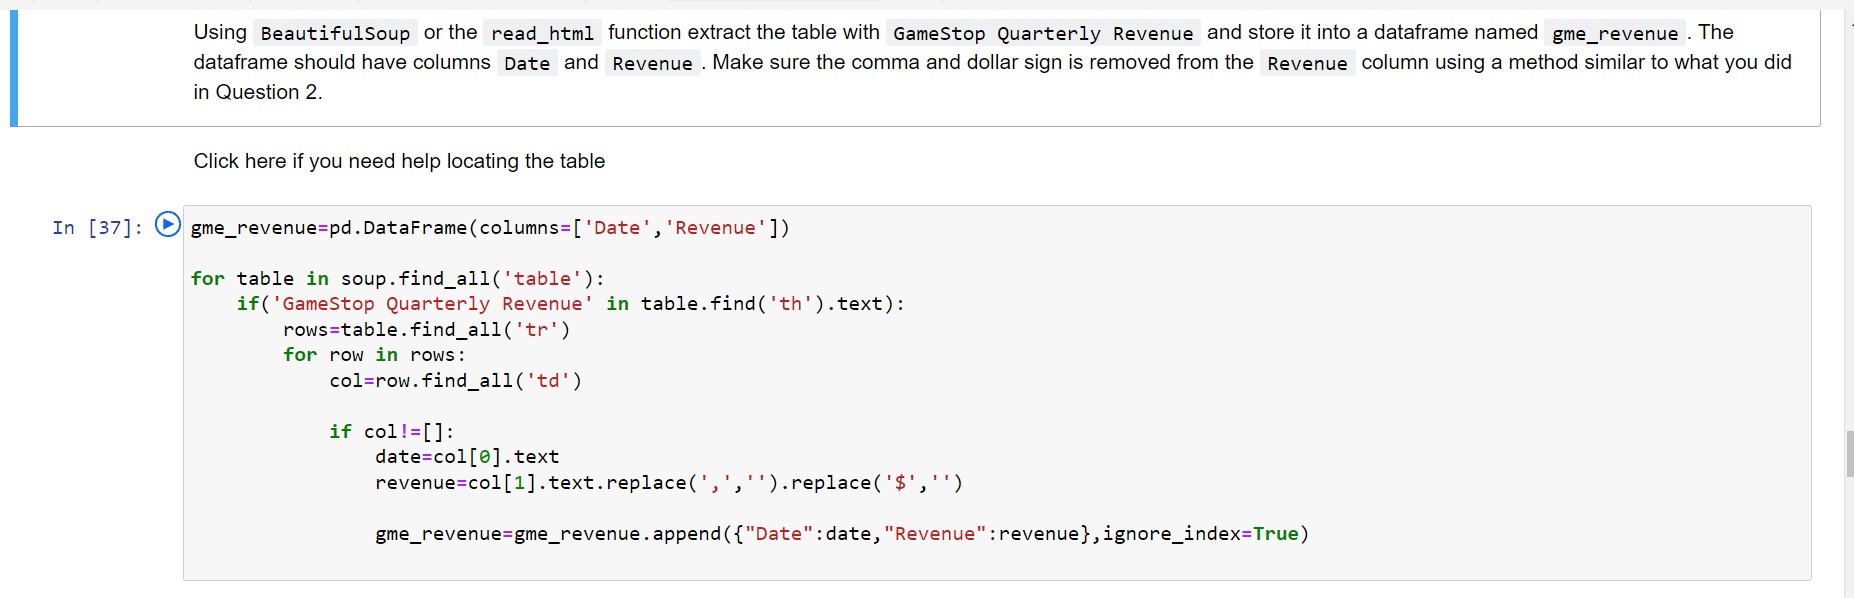 Using BeautifulSoup or the read_html function extract the table with GameStop Quarterly Revenue and store it into a dataframe named gme_revenue . The
dataframe should have columns Date and Revenue . Make sure the comma and dollar sign is removed from the Revenue column using a method similar to what you did
in Question 2.
Click here if you need help locating the table
In [37]: gme_revenue=pd.DataFrame(columns=['Date','Revenue'])
for table in soup.find_all('table'):
    if('GameStop Quarterly Revenue' in table.find('th').text):
        rows=table.find_all('tr')
        for row in rows:
            col=row.find_all('td')
            if col!=[]:
                date=col[0].text
                revenue=col[1].text.replace(',','').replace('$','')
                gme_revenue=gme_revenue.append({"Date":date,"Revenue":revenue},ignore_index=True)